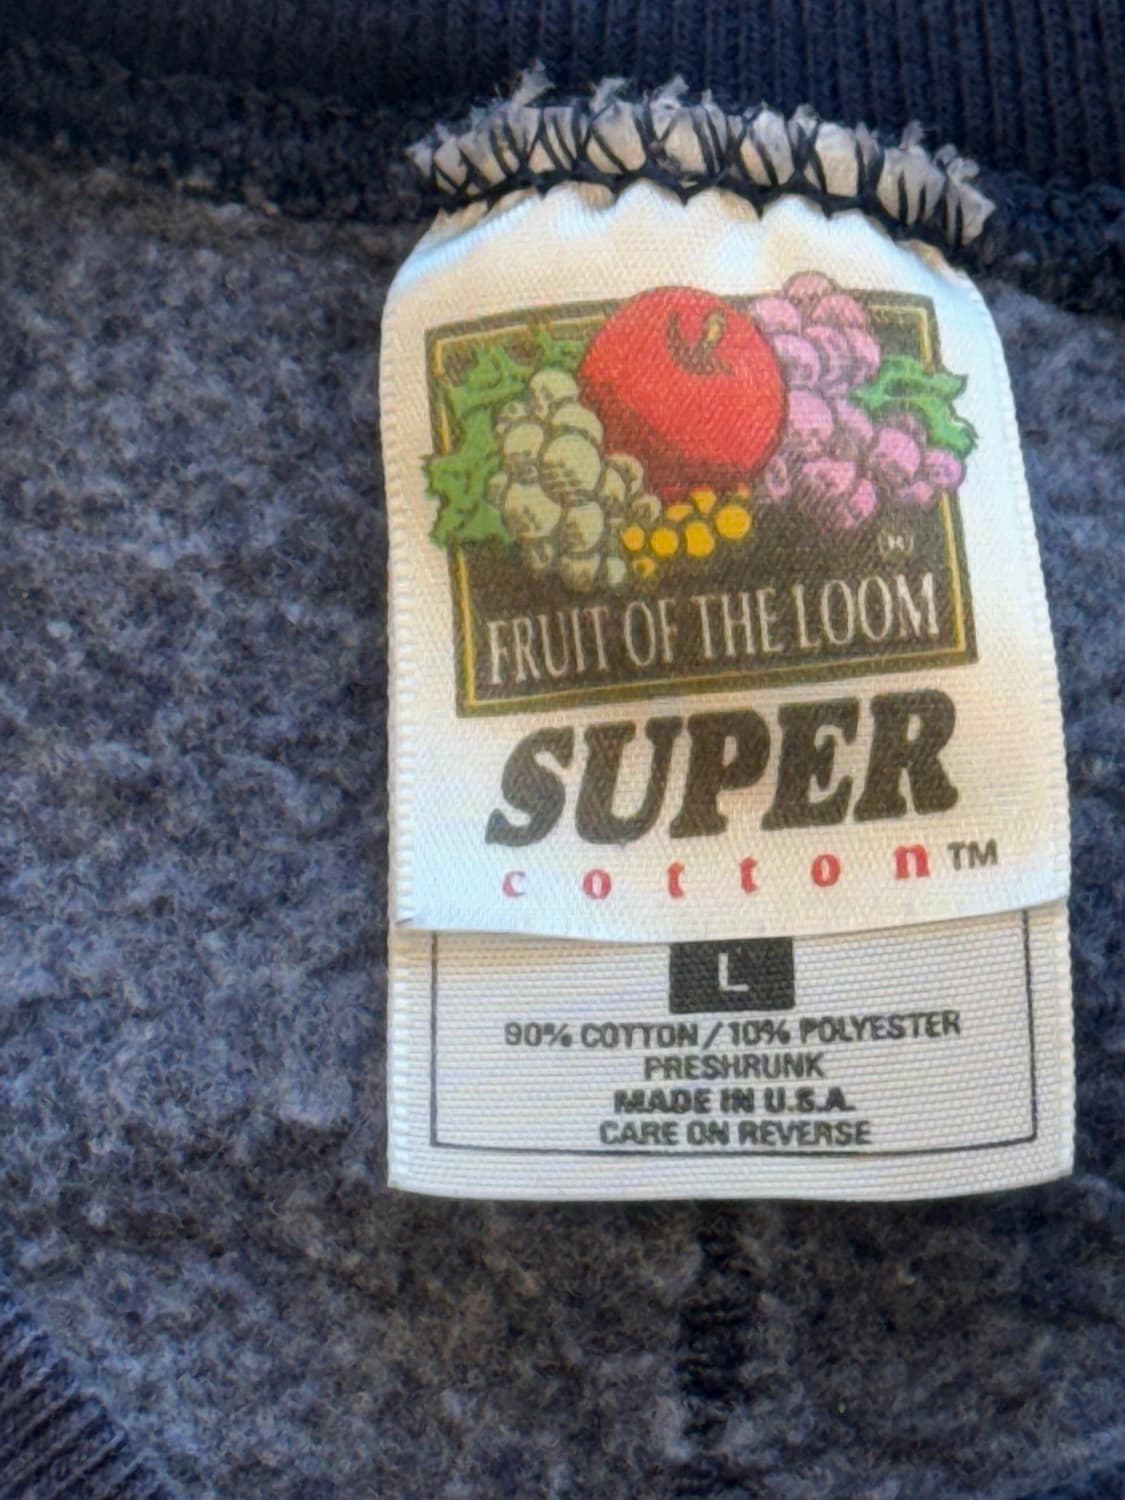 FRUIT OF THE LOOM
SUPER
cotton™
L
90% COTTON / 10% POLYESTER
PRESHRUNK
MADE IN U.S.A.
CARE ON REVERSE